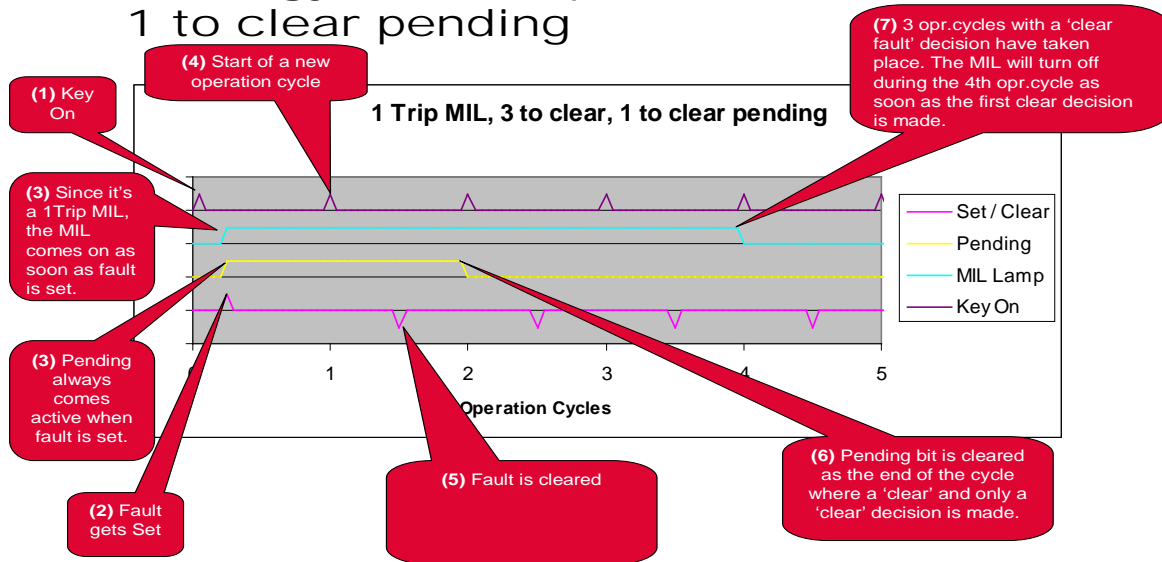 1 to clear pending
(4) Start of a new
operation cycle
(7) 3 opr.cycles with a ‘clear
fault’ decision have taken
place. The MIL will turn off
during the 4th opr.cycle as
soon as the first clear decision
is made.
(1) Key
On
1 Trip MIL, 3 to clear, 1 to clear pending
(3) Since it's
a 1Trip MIL,
the MIL
comes on as
soon as fault
is set.
Set / Clear
Pending
MIL Lamp
Key On
(3) Pending
always
comes
active when
fault is set.
1 2 3 4 5
Operation Cycles
(5) Fault is cleared
(6) Pending bit is cleared
as the end of the cycle
where a ‘clear’ and only a
‘clear’ decision is made.
(2) Fault
gets Set